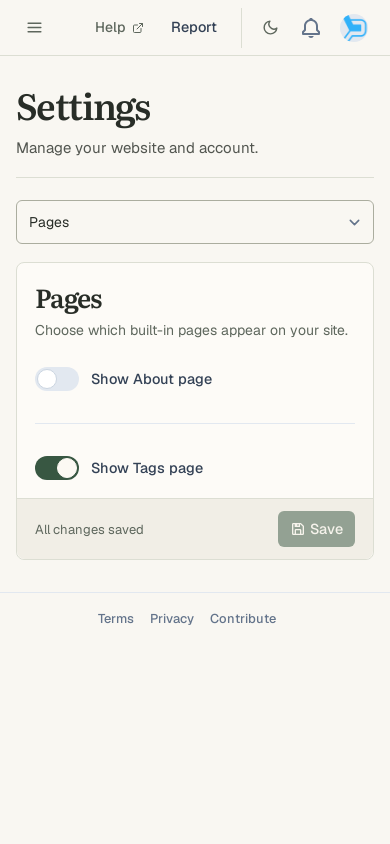 Help
Report
Settings
Manage your website and account.
Pages
Pages
Choose which built-in pages appear on your site.
Show About page
Show Tags page
All changes saved
Save
Terms
Privacy
Contribute